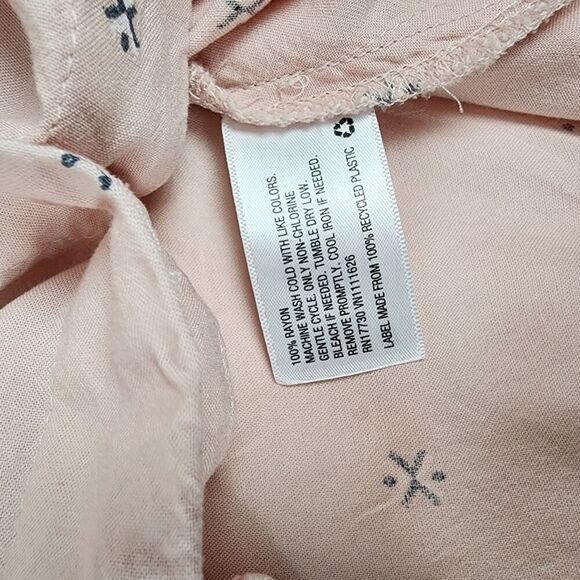 100% RAYON
MACHINE WASH COLD WITH LIKE COLORS.
GENTLE CYCLE. ONLY NON-CHLORINE
BLEACH IF NEEDED. TUMBLE DRY LOW.
REMOVE PROMPTLY. COOL IRON IF NEEDED.
RN17730 VN1111626
LABEL MADE FROM 100% RECYCLED PLASTIC